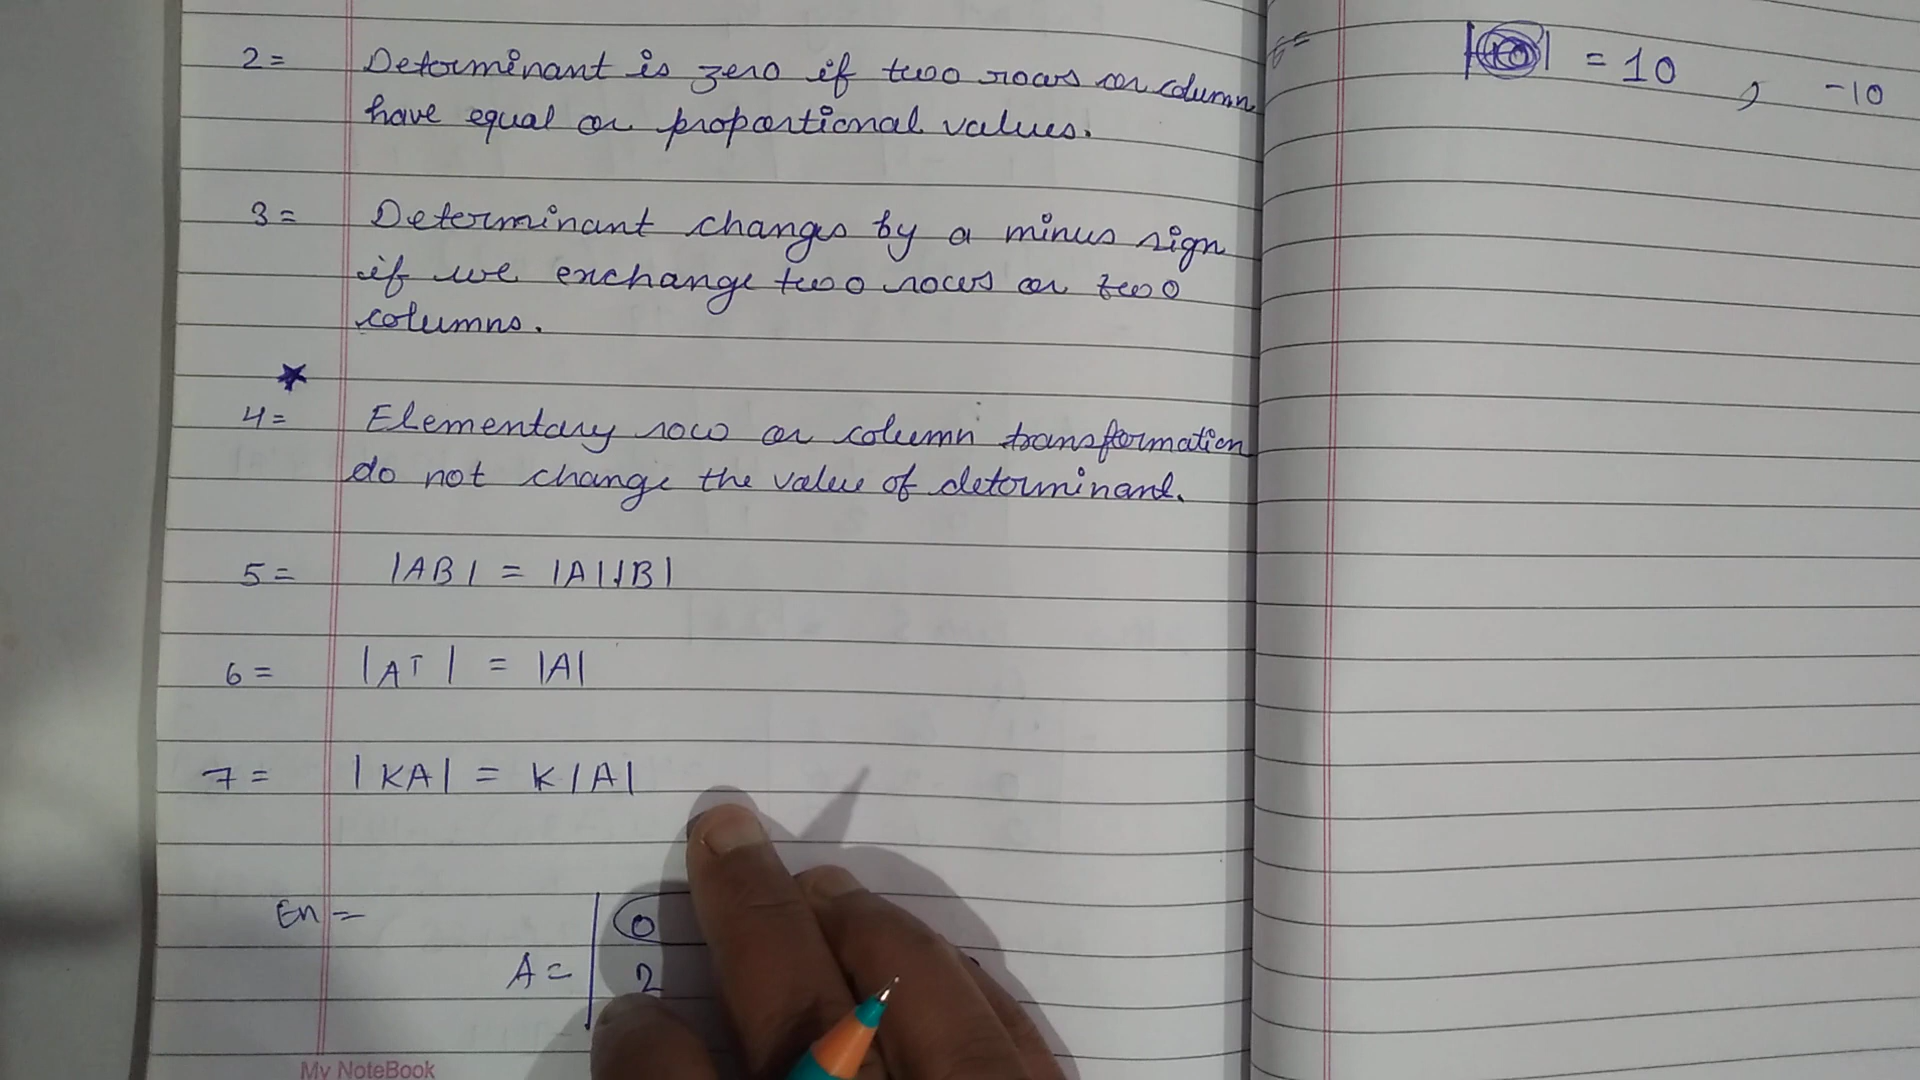 2= Determinant is zero if two rows or column
have equal or proportional values.
3= Determinant changes by a minus sign
if we exchange two rows or two
columns.
4= Elementary row or column transformation
do not change the value of determinant.
5= |AB| = |A||B|
6= |AT| = |A|
7= |KA| = K|A|
En =
0
A = 2
My NoteBook
= 10 , -10